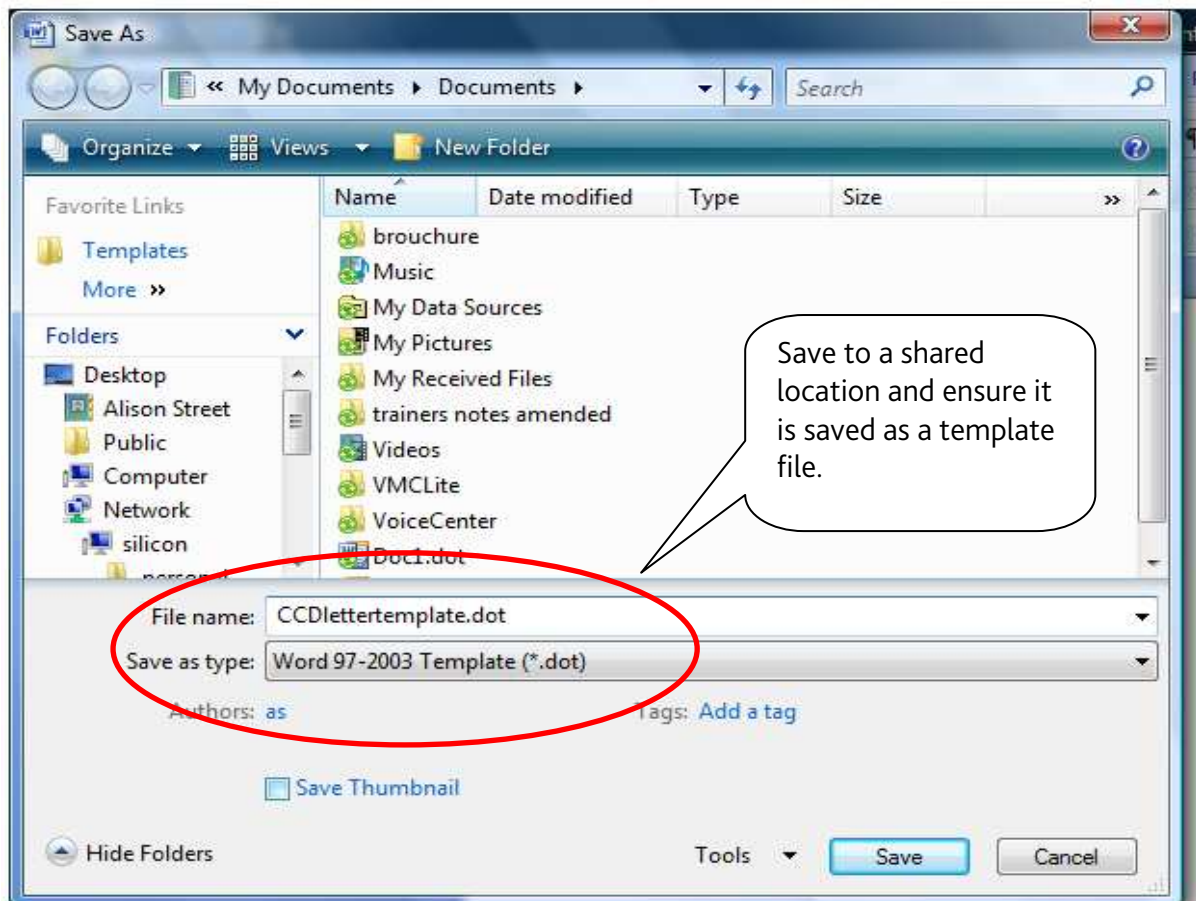 Save As
« My Documents Documents Search
Organize Views New Folder
Favorite Links
Templates
More »
Folders
Desktop
Alison Street
Public
Computer
Network
silicon
Name Date modified Type Size »
brouchure
Music
My Data Sources
My Pictures
My Received Files
trainers notes amended
Videos
VMCLite
VoiceCenter
Doc1.dot
Save to a shared
location and ensure it
is saved as a template
file.
File name: CCDlettertemplate.dot
Save as type: Word 97-2003 Template (*.dot)
Authors: as Tags: Add a tag
Save Thumbnail
Hide Folders Tools Save Cancel